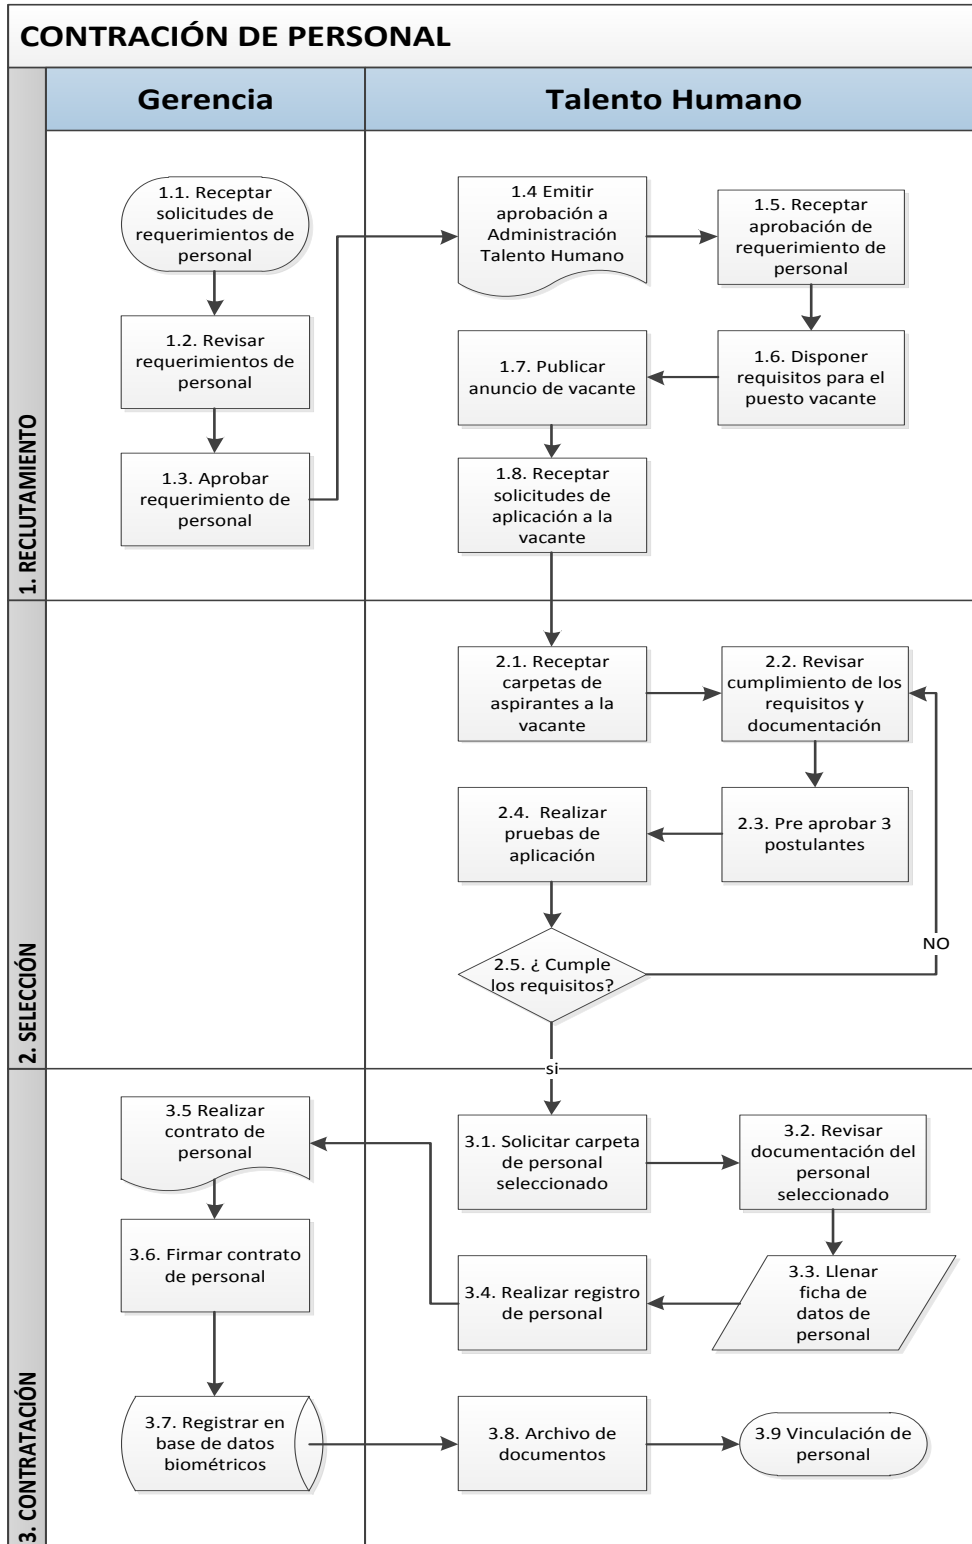 CONTRACIÓN DE PERSONAL
Gerencia
Talento Humano
1. RECLUTAMIENTO
1.1. Receptar
solicitudes de
requerimientos de
personal
1.2. Revisar
requerimientos de
personal
1.3. Aprobar
requerimiento de
personal
1.4 Emitir
aprobación a
Administración
Talento Humano
1.5. Receptar
aprobación de
requerimiento de
personal
1.6. Disponer
requisitos para el
puesto vacante
1.7. Publicar
anuncio de vacante
1.8. Receptar
solicitudes de
aplicación a la
vacante
2. SELECCIÓN
2.1. Receptar
carpetas de
aspirantes a la
vacante
2.2. Revisar
cumplimiento de los
requisitos y
documentación
2.3. Pre aprobar 3
postulantes
2.4. Realizar
pruebas de
aplicación
2.5. ¿ Cumple
los requisitos?
NO
si
3. CONTRATACIÓN
3.1. Solicitar carpeta
de personal
seleccionado
3.2. Revisar
documentación del
personal
seleccionado
3.3. Llenar
ficha de
datos de
personal
3.4. Realizar registro
de personal
3.5 Realizar
contrato de
personal
3.6. Firmar contrato
de personal
3.7. Registrar en
base de datos
biométricos
3.8. Archivo de
documentos
3.9 Vinculación de
personal